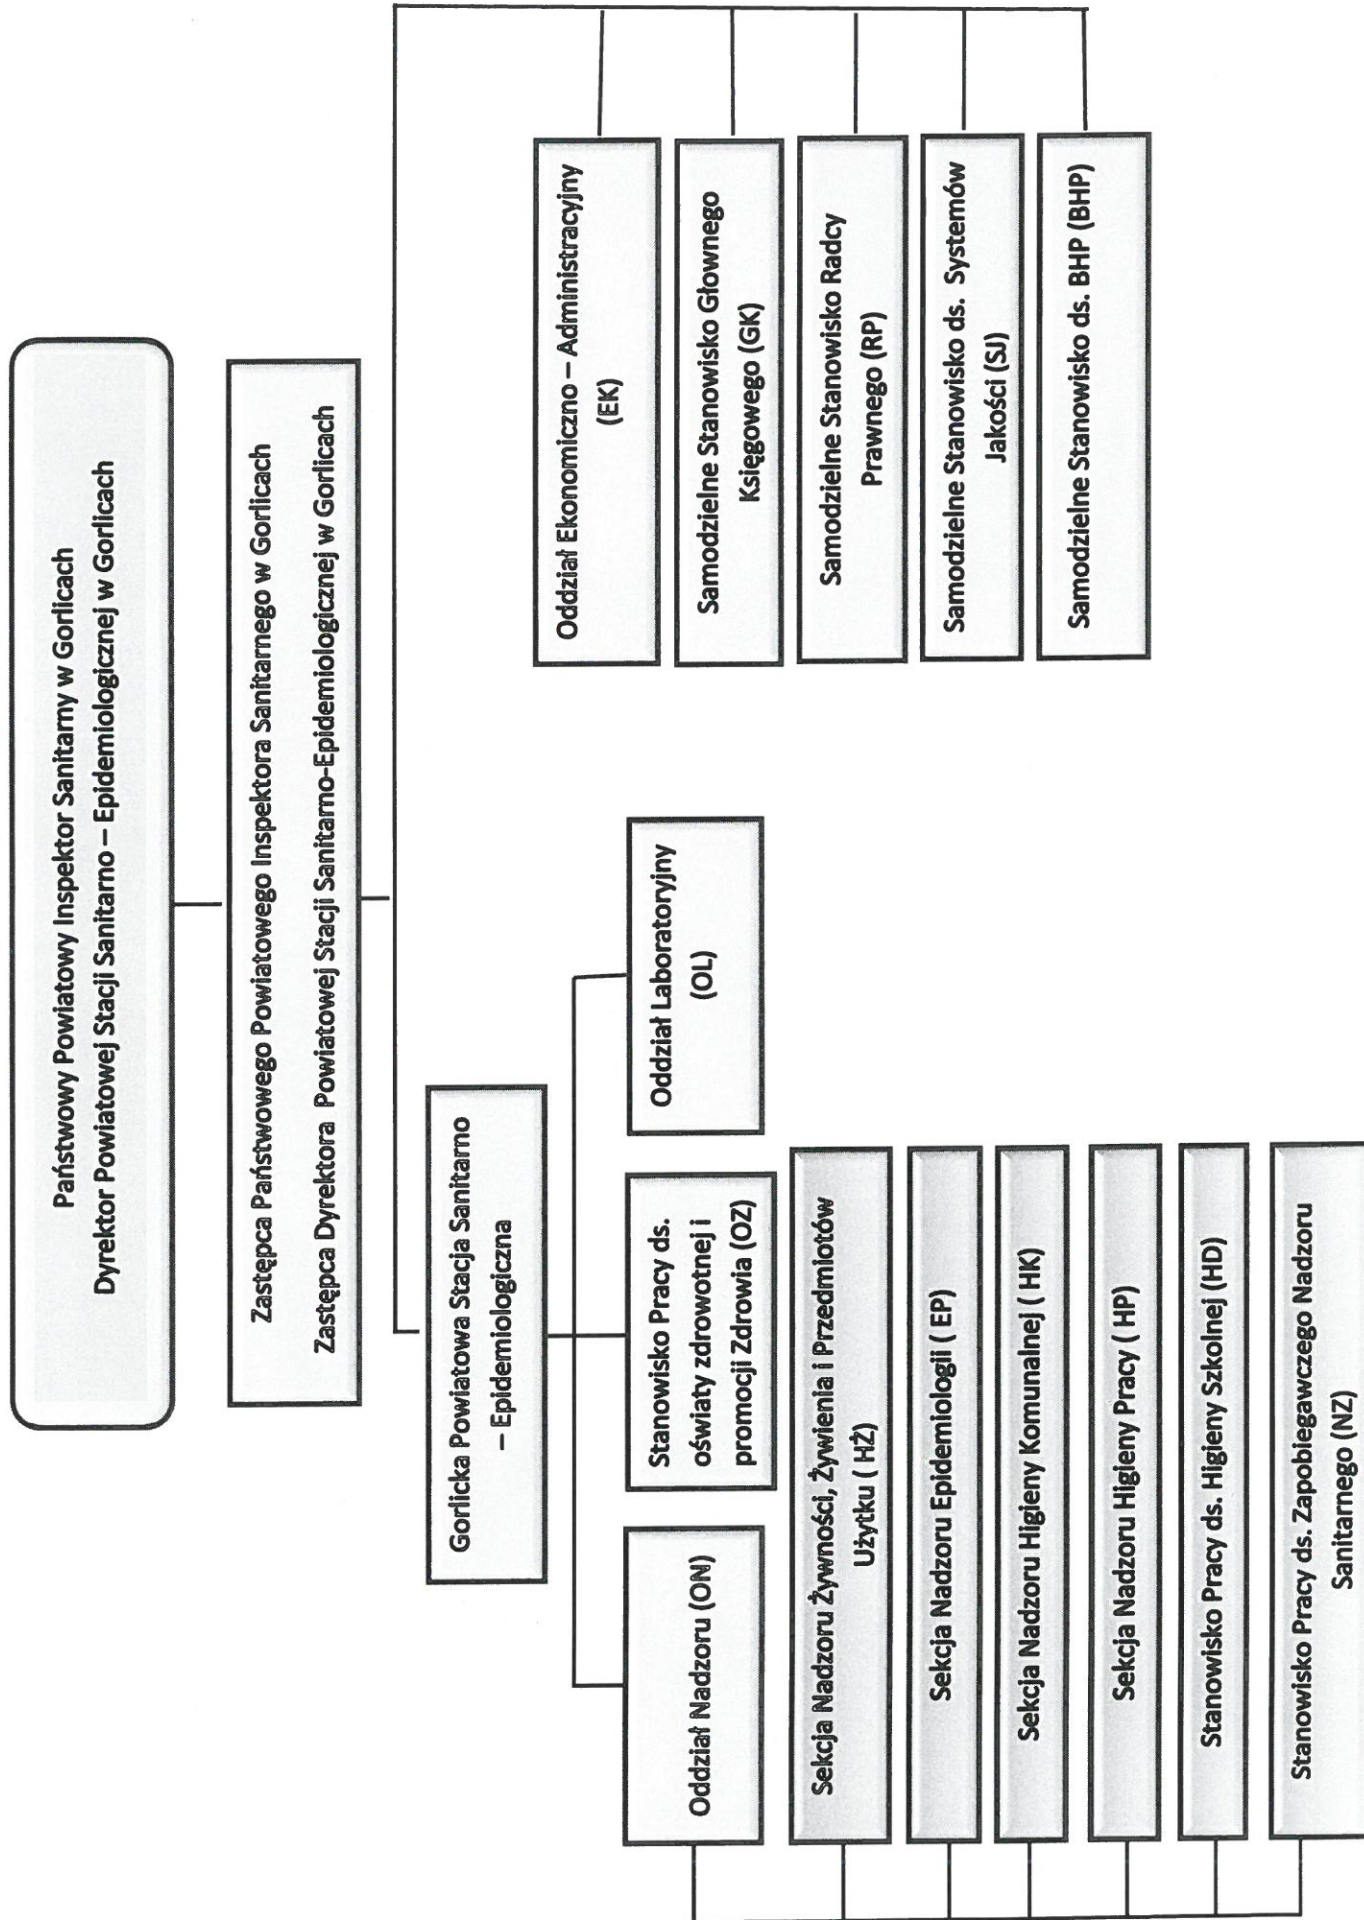 Państwowy Powiatowy Inspektor Sanitarny w Gorlicach
Dyrektor Powiatowej Stacji Sanitarno – Epidemiologicznej w Gorlicach
Zastępca Państwowego Powiatowego Inspektora Sanitarnego w Gorlicach
Zastępca Dyrektora Powiatowej Stacji Sanitarno-Epidemiologicznej w Gorlicach
Gorlicka Powiatowa Stacja Sanitarno
– Epidemiologiczna
Oddział Nadzoru (ON)
Stanowisko Pracy ds.
oświaty zdrowotnej i
promocji Zdrowia (OZ)
Oddział Laboratoryjny
(OL)
Sekcja Nadzoru Żywności, Żywienia i Przedmiotów
Użytku ( HŻ)
Sekcja Nadzoru Epidemiologii ( EP)
Sekcja Nadzoru Higieny Komunalnej ( HK)
Sekcja Nadzoru Higieny Pracy ( HP)
Stanowisko Pracy ds. Higieny Szkolnej (HD)
Stanowisko Pracy ds. Zapobiegawczego Nadzoru
Sanitarnego (NZ)
Oddział Ekonomiczno – Administracyjny
(EK)
Samodzielne Stanowisko Głownego
Księgowego (GK)
Samodzielne Stanowisko Radcy
Prawnego (RP)
Samodzielne Stanowisko ds. Systemów
Jakości (SJ)
Samodzielne Stanowisko ds. BHP (BHP)